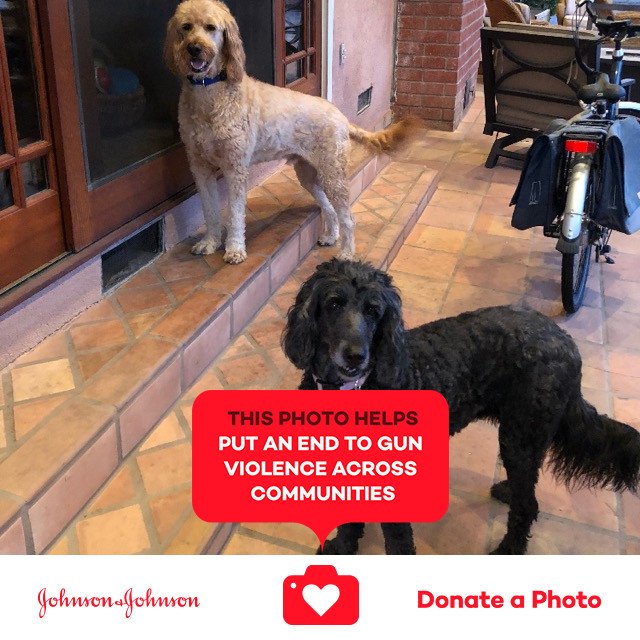 THIS PHOTO HELPS
PUT AN END TO GUN
VIOLENCE ACROSS
COMMUNITIES
Johnson & Johnson
Donate a Photo